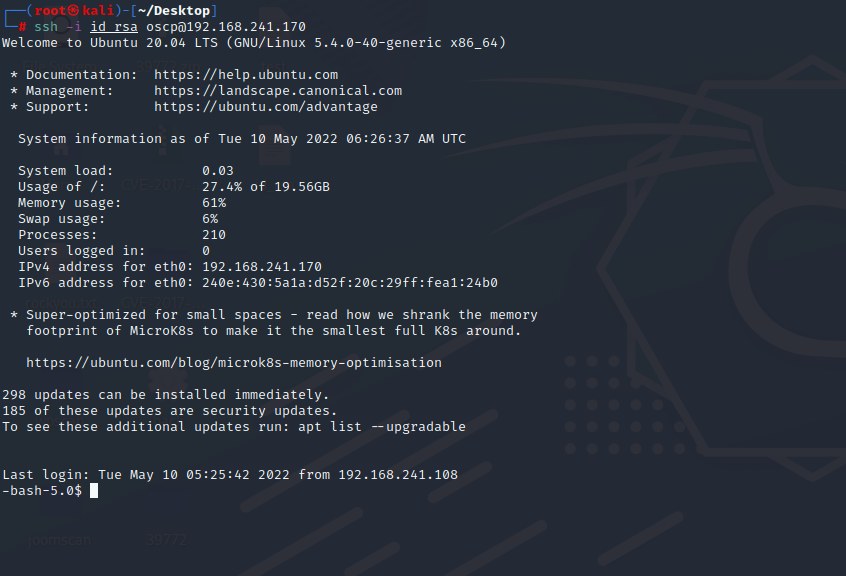 ┌──(root㉿kali)-[~/Desktop]
└─# ssh -i id_rsa oscp@192.168.241.170
Welcome to Ubuntu 20.04 LTS (GNU/Linux 5.4.0-40-generic x86_64)
* Documentation: https://help.ubuntu.com
* Management: https://landscape.canonical.com
* Support: https://ubuntu.com/advantage
System information as of Tue 10 May 2022 06:26:37 AM UTC
System load: 0.03
Usage of /: 27.4% of 19.56GB
Memory usage: 61%
Swap usage: 6%
Processes: 210
Users logged in: 0
IPv4 address for eth0: 192.168.241.170
IPv6 address for eth0: 240e:430:5a1a:d52f:20c:29ff:fea1:24b0
* Super-optimized for small spaces - read how we shrank the memory
footprint of MicroK8s to make it the smallest full K8s around.
https://ubuntu.com/blog/microk8s-memory-optimisation
298 updates can be installed immediately.
185 of these updates are security updates.
To see these additional updates run: apt list --upgradable
Last login: Tue May 10 05:25:42 2022 from 192.168.241.108
-bash-5.0$
joomscan 39772